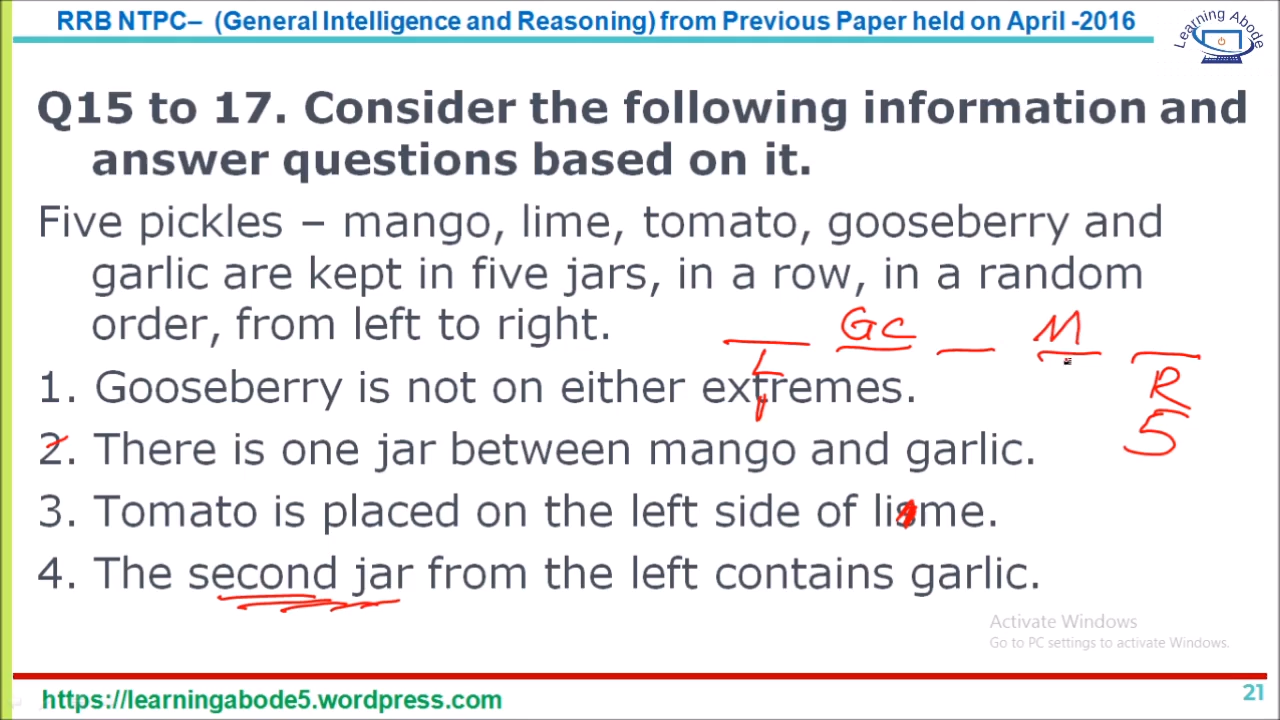 RRB NTPC– (General Intelligence and Reasoning) from Previous Paper held on April -2016
Learning Abode
Q15 to 17. Consider the following information and
answer questions based on it.
Five pickles – mango, lime, tomato, gooseberry and
garlic are kept in five jars, in a row, in a random
order, from left to right.
GC M
1. Gooseberry is not on either extremes.
L
R
2. There is one jar between mango and garlic.
5
3. Tomato is placed on the left side of lisme.
4. The second jar from the left contains garlic.
Activate Windows
Go to PC settings to activate Windows.
https://learningabode5.wordpress.com
21